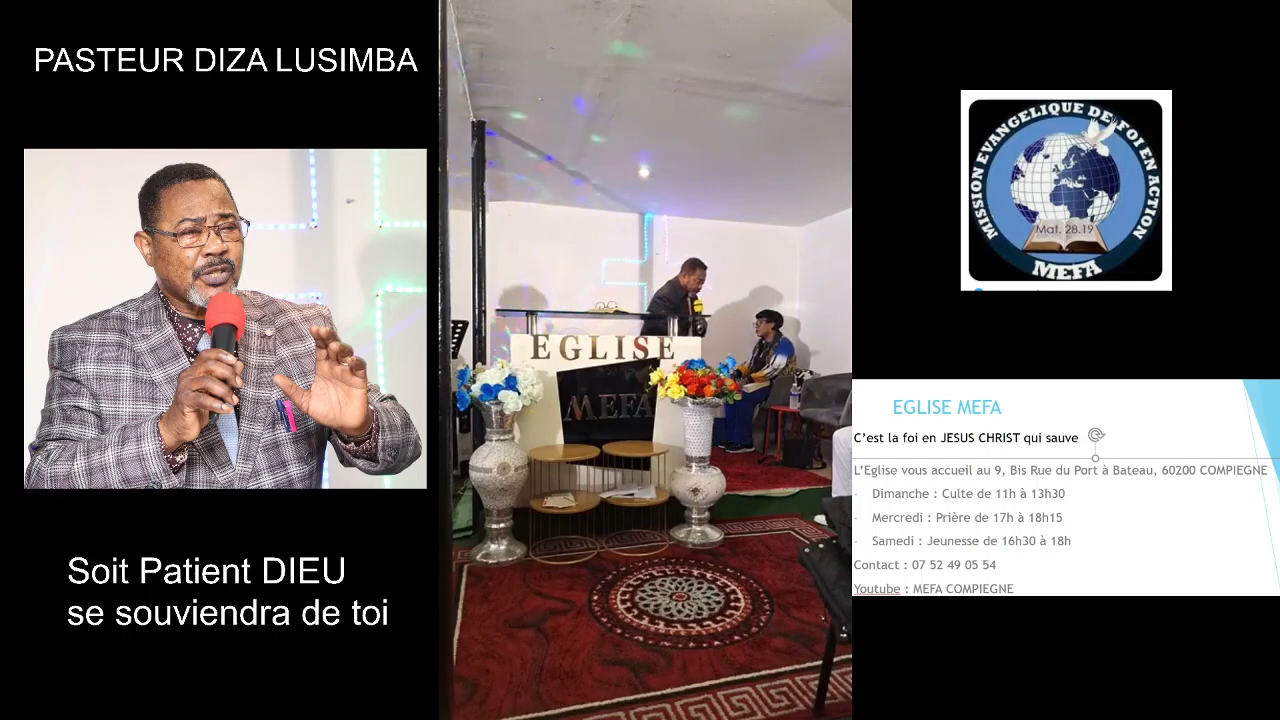 PASTEUR DIZA LUSIMBA
Soit Patient DIEU
se souviendra de toi
EGLISE
MEFA
MISSION EVANGELIQUE DE FOI EN ACTION
Mat. 28.19
MEFA
EGLISE MEFA
C’est la foi en JESUS CHRIST qui sauve
L’Eglise vous accueil au 9, Bis Rue du Port à Bateau, 60200 COMPIEGNE
- Dimanche : Culte de 11h à 13h30
- Mercredi : Prière de 17h à 18h15
- Samedi : Jeunesse de 16h30 à 18h
Contact : 07 52 49 05 54
Youtube : MEFA COMPIEGNE